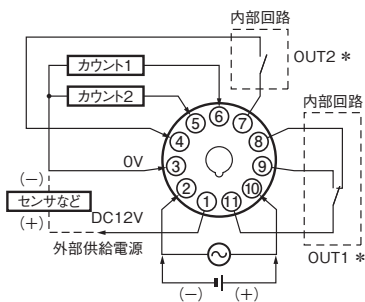 内部回路
OUT2 *
カウント1
カウント2
内部回路
⑥
⑤
⑦
④
⑧
0V
③
⑨
②
⑩
①
⑪
(−)
センサなど
(+)
DC12V
外部供給電源
OUT1 *
(−)
(+)